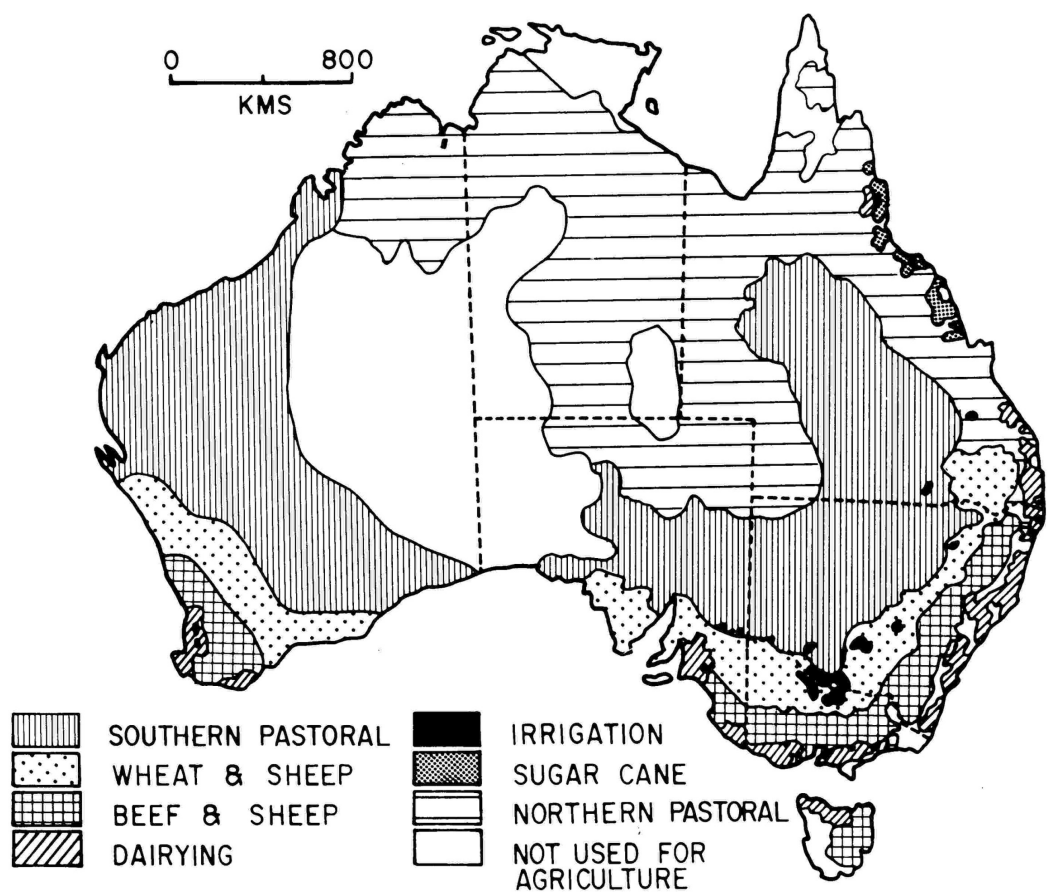 0 800
KMS
SOUTHERN PASTORAL
WHEAT & SHEEP
BEEF & SHEEP
DAIRYING
IRRIGATION
SUGAR CANE
NORTHERN PASTORAL
NOT USED FOR
AGRICULTURE